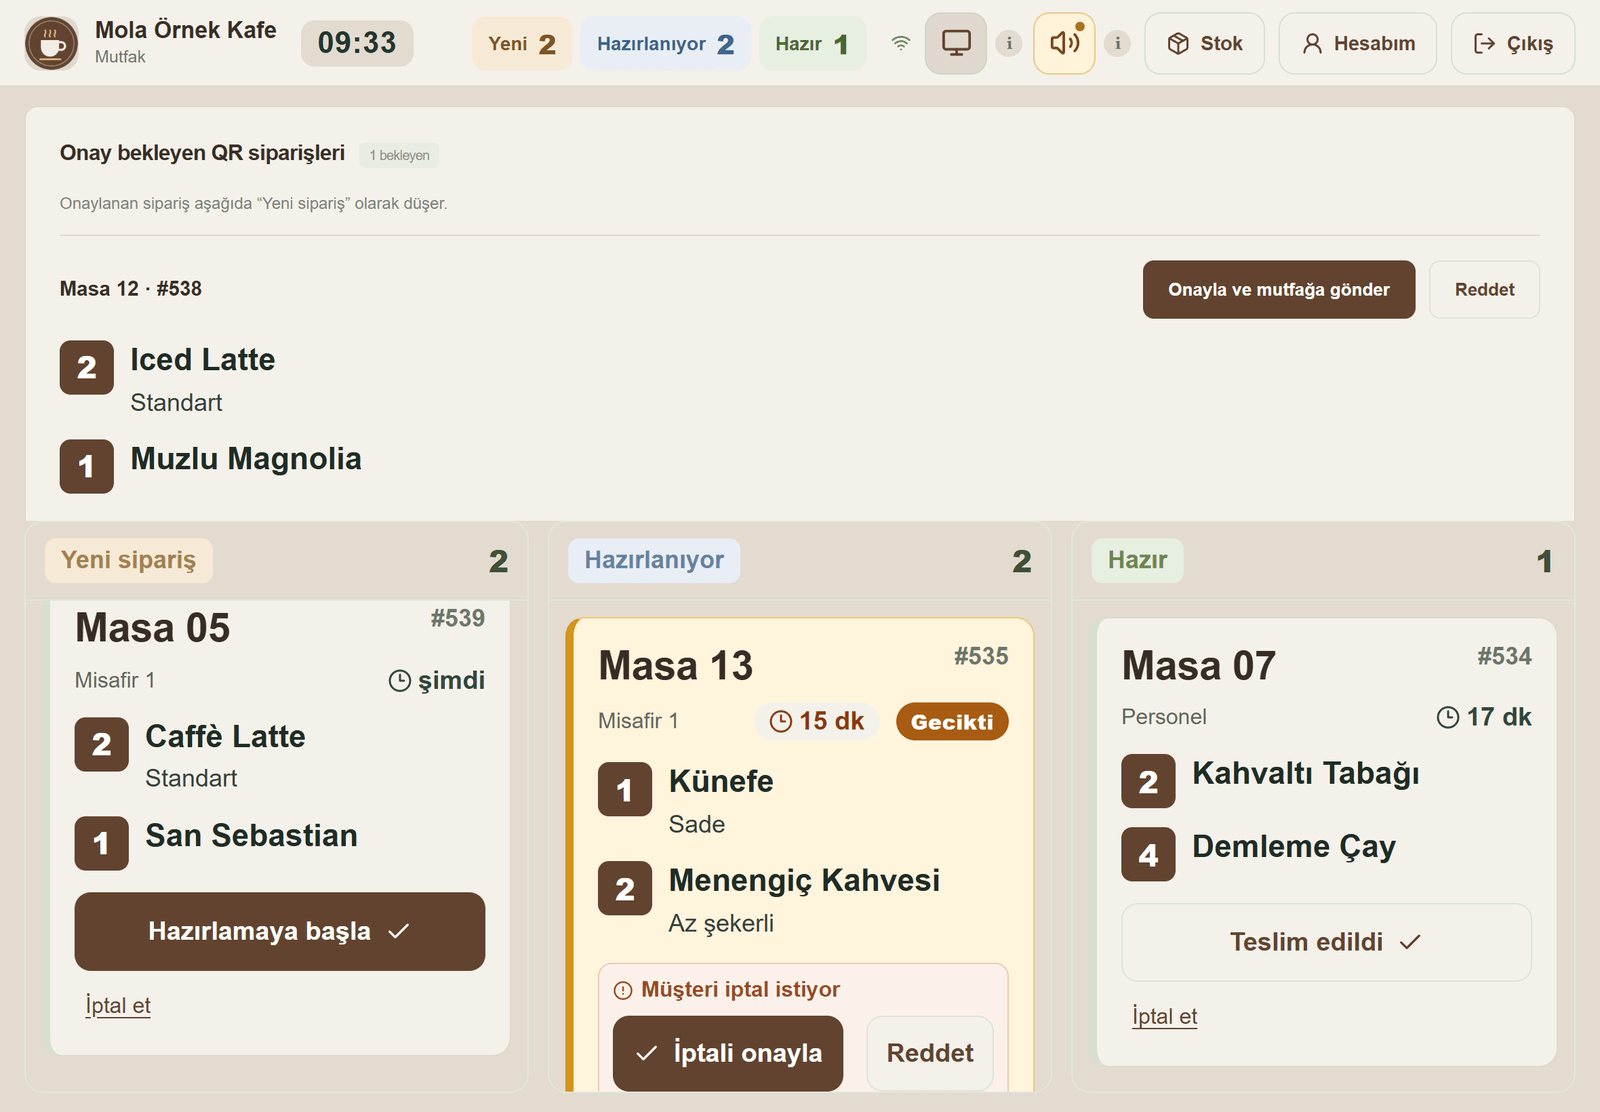 Mola Örnek Kafe
Mutfak
09:33
Yeni 2
Hazırlanıyor 2
Hazır 1
i
i
Stok
Hesabım
Çıkış
Onay bekleyen QR siparişleri
1 bekleyen
Onaylanan sipariş aşağıda “Yeni sipariş” olarak düşer.
Masa 12 · #538
Onayla ve mutfağa gönder
Reddet
2 Iced Latte
Standart
1 Muzlu Magnolia
Yeni sipariş 2
Masa 05 #539
Misafir 1 şimdi
2 Caffè Latte
Standart
1 San Sebastian
Hazırlamaya başla
İptal et
Hazırlanıyor 2
Masa 13 #535
Misafir 1 15 dk Gecikti
1 Künefe
Sade
2 Menengiç Kahvesi
Az şekerli
Müşteri iptal istiyor
İptali onayla
Reddet
Hazır 1
Masa 07 #534
Personel 17 dk
2 Kahvaltı Tabağı
4 Demleme Çay
Teslim edildi
İptal et